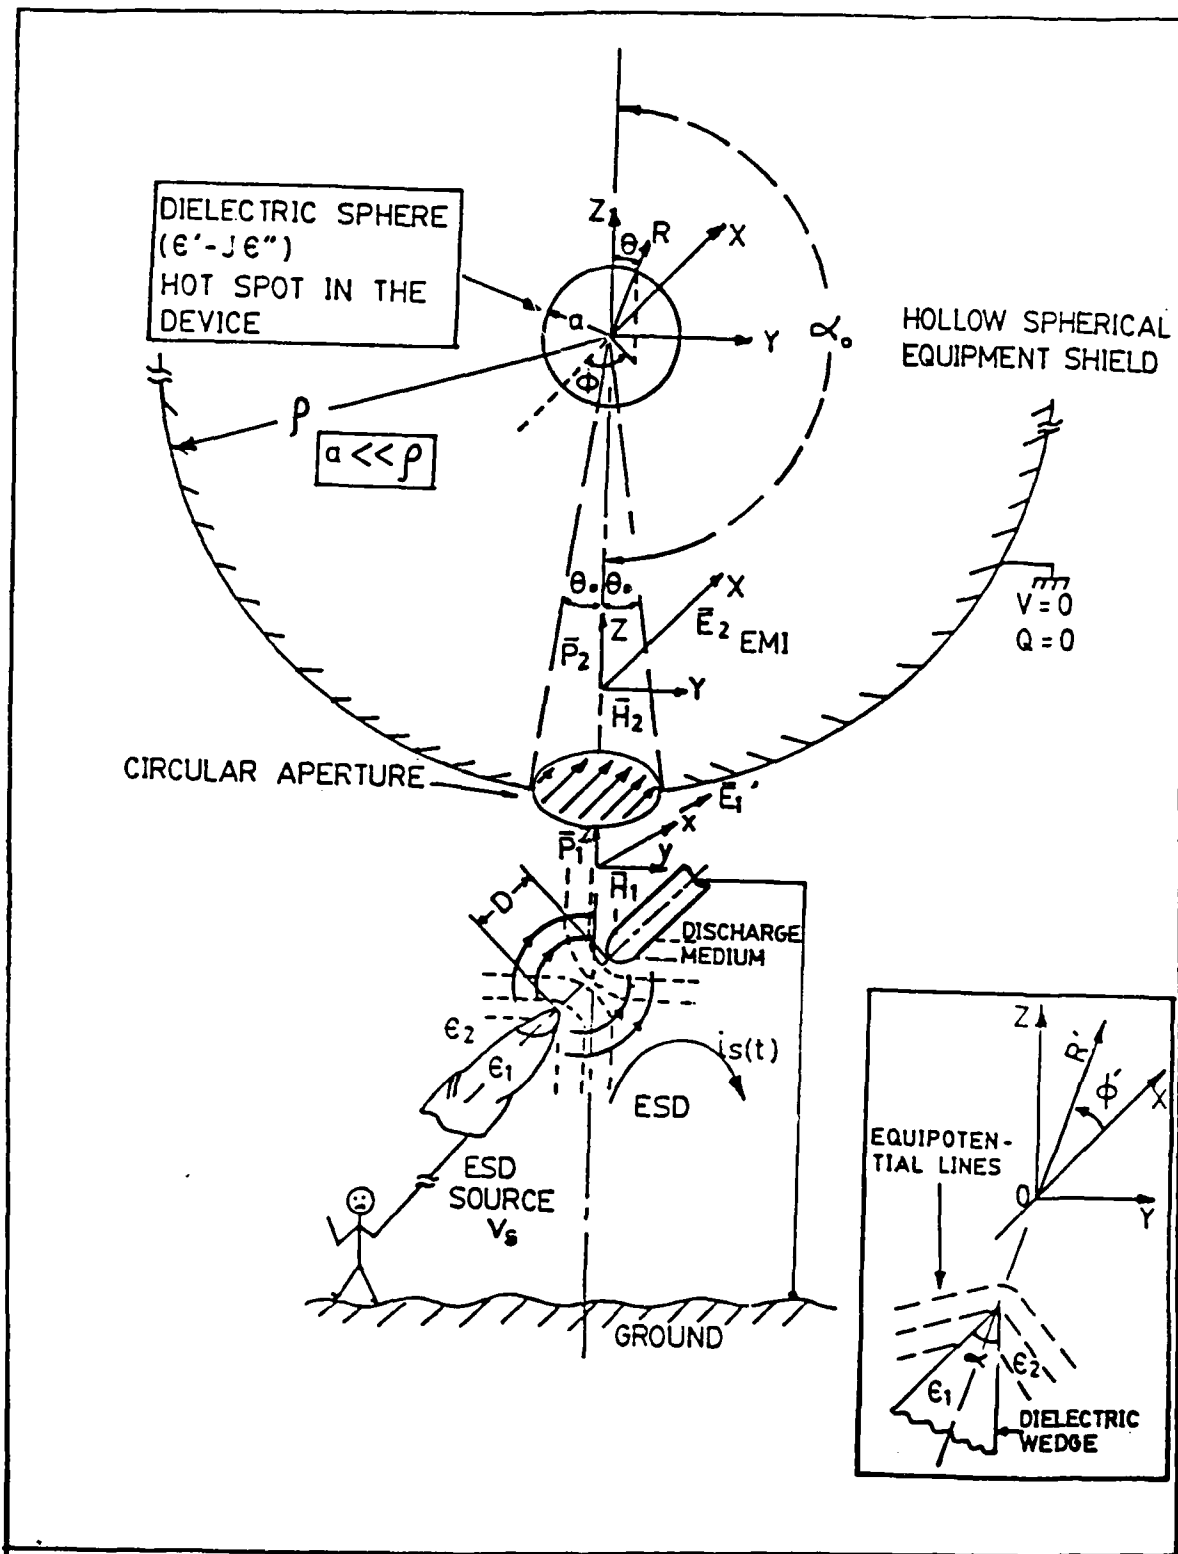 DIELECTRIC SPHERE
(ϵ'-Jϵ")
HOT SPOT IN THE
DEVICE
Z
θ
R
X
a
Y
Φ
α₀
HOLLOW SPHERICAL
EQUIPMENT SHIELD
ρ
a << ρ
θ₀ θ₀
X
Z
Ē₂ EMI
P̄₂
Y
H̄₂
V = 0
Q = 0
CIRCULAR APERTURE
Ē₁'
P̄₁
x
y
H̄₁
D
DISCHARGE
MEDIUM
ϵ₂
ϵ₁
is(t)
ESD
ESD
SOURCE
Vs
GROUND
Z
R'
ϕ'
X
O
Y
EQUIPOTEN-
TIAL LINES
α
ϵ₂
ϵ₁
DIELECTRIC
WEDGE